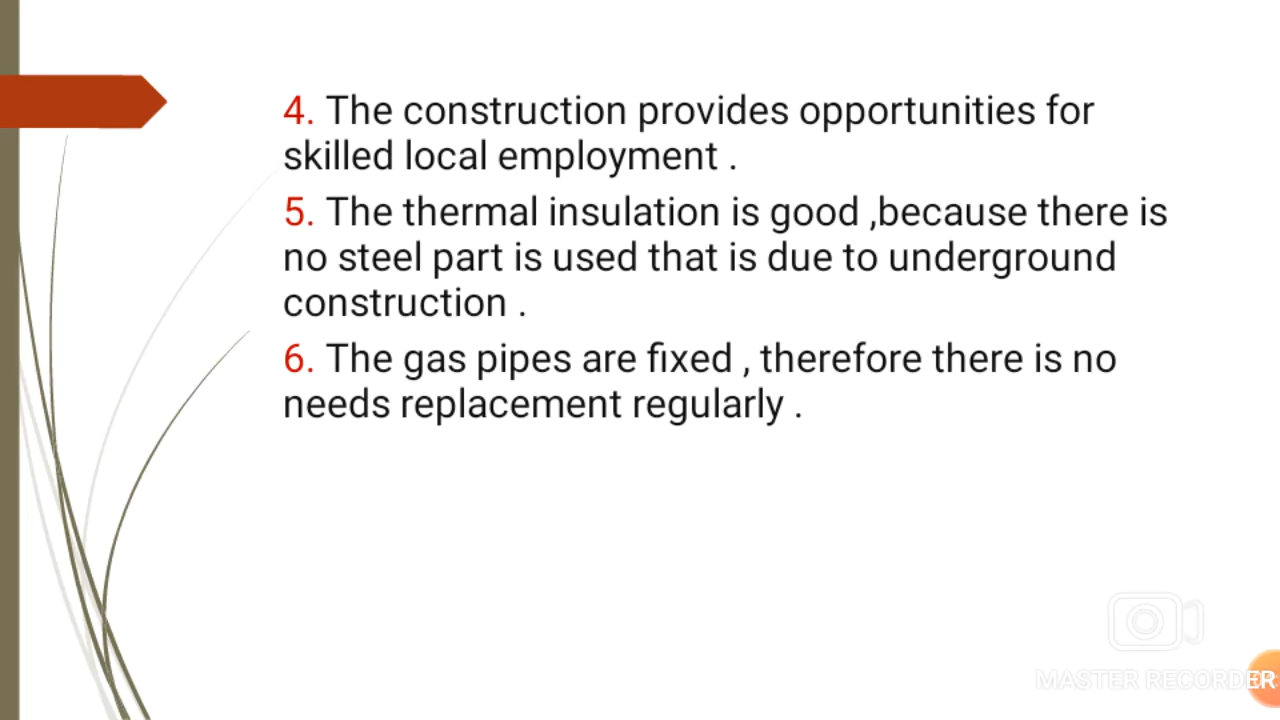 4. The construction provides opportunities for
skilled local employment .
5. The thermal insulation is good ,because there is
no steel part is used that is due to underground
construction .
6. The gas pipes are fixed , therefore there is no
needs replacement regularly .
MASTER RECORDER